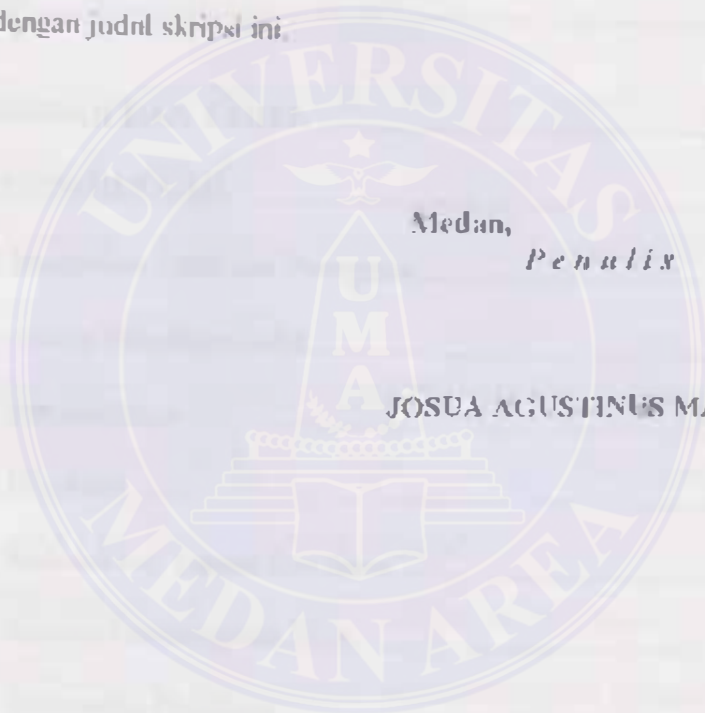 dengan judul skripsi ini.
UNIVERSITAS
Medan,
Penulis
UMA
JOSUA AGUSTINUS MA
MEDAN AREA